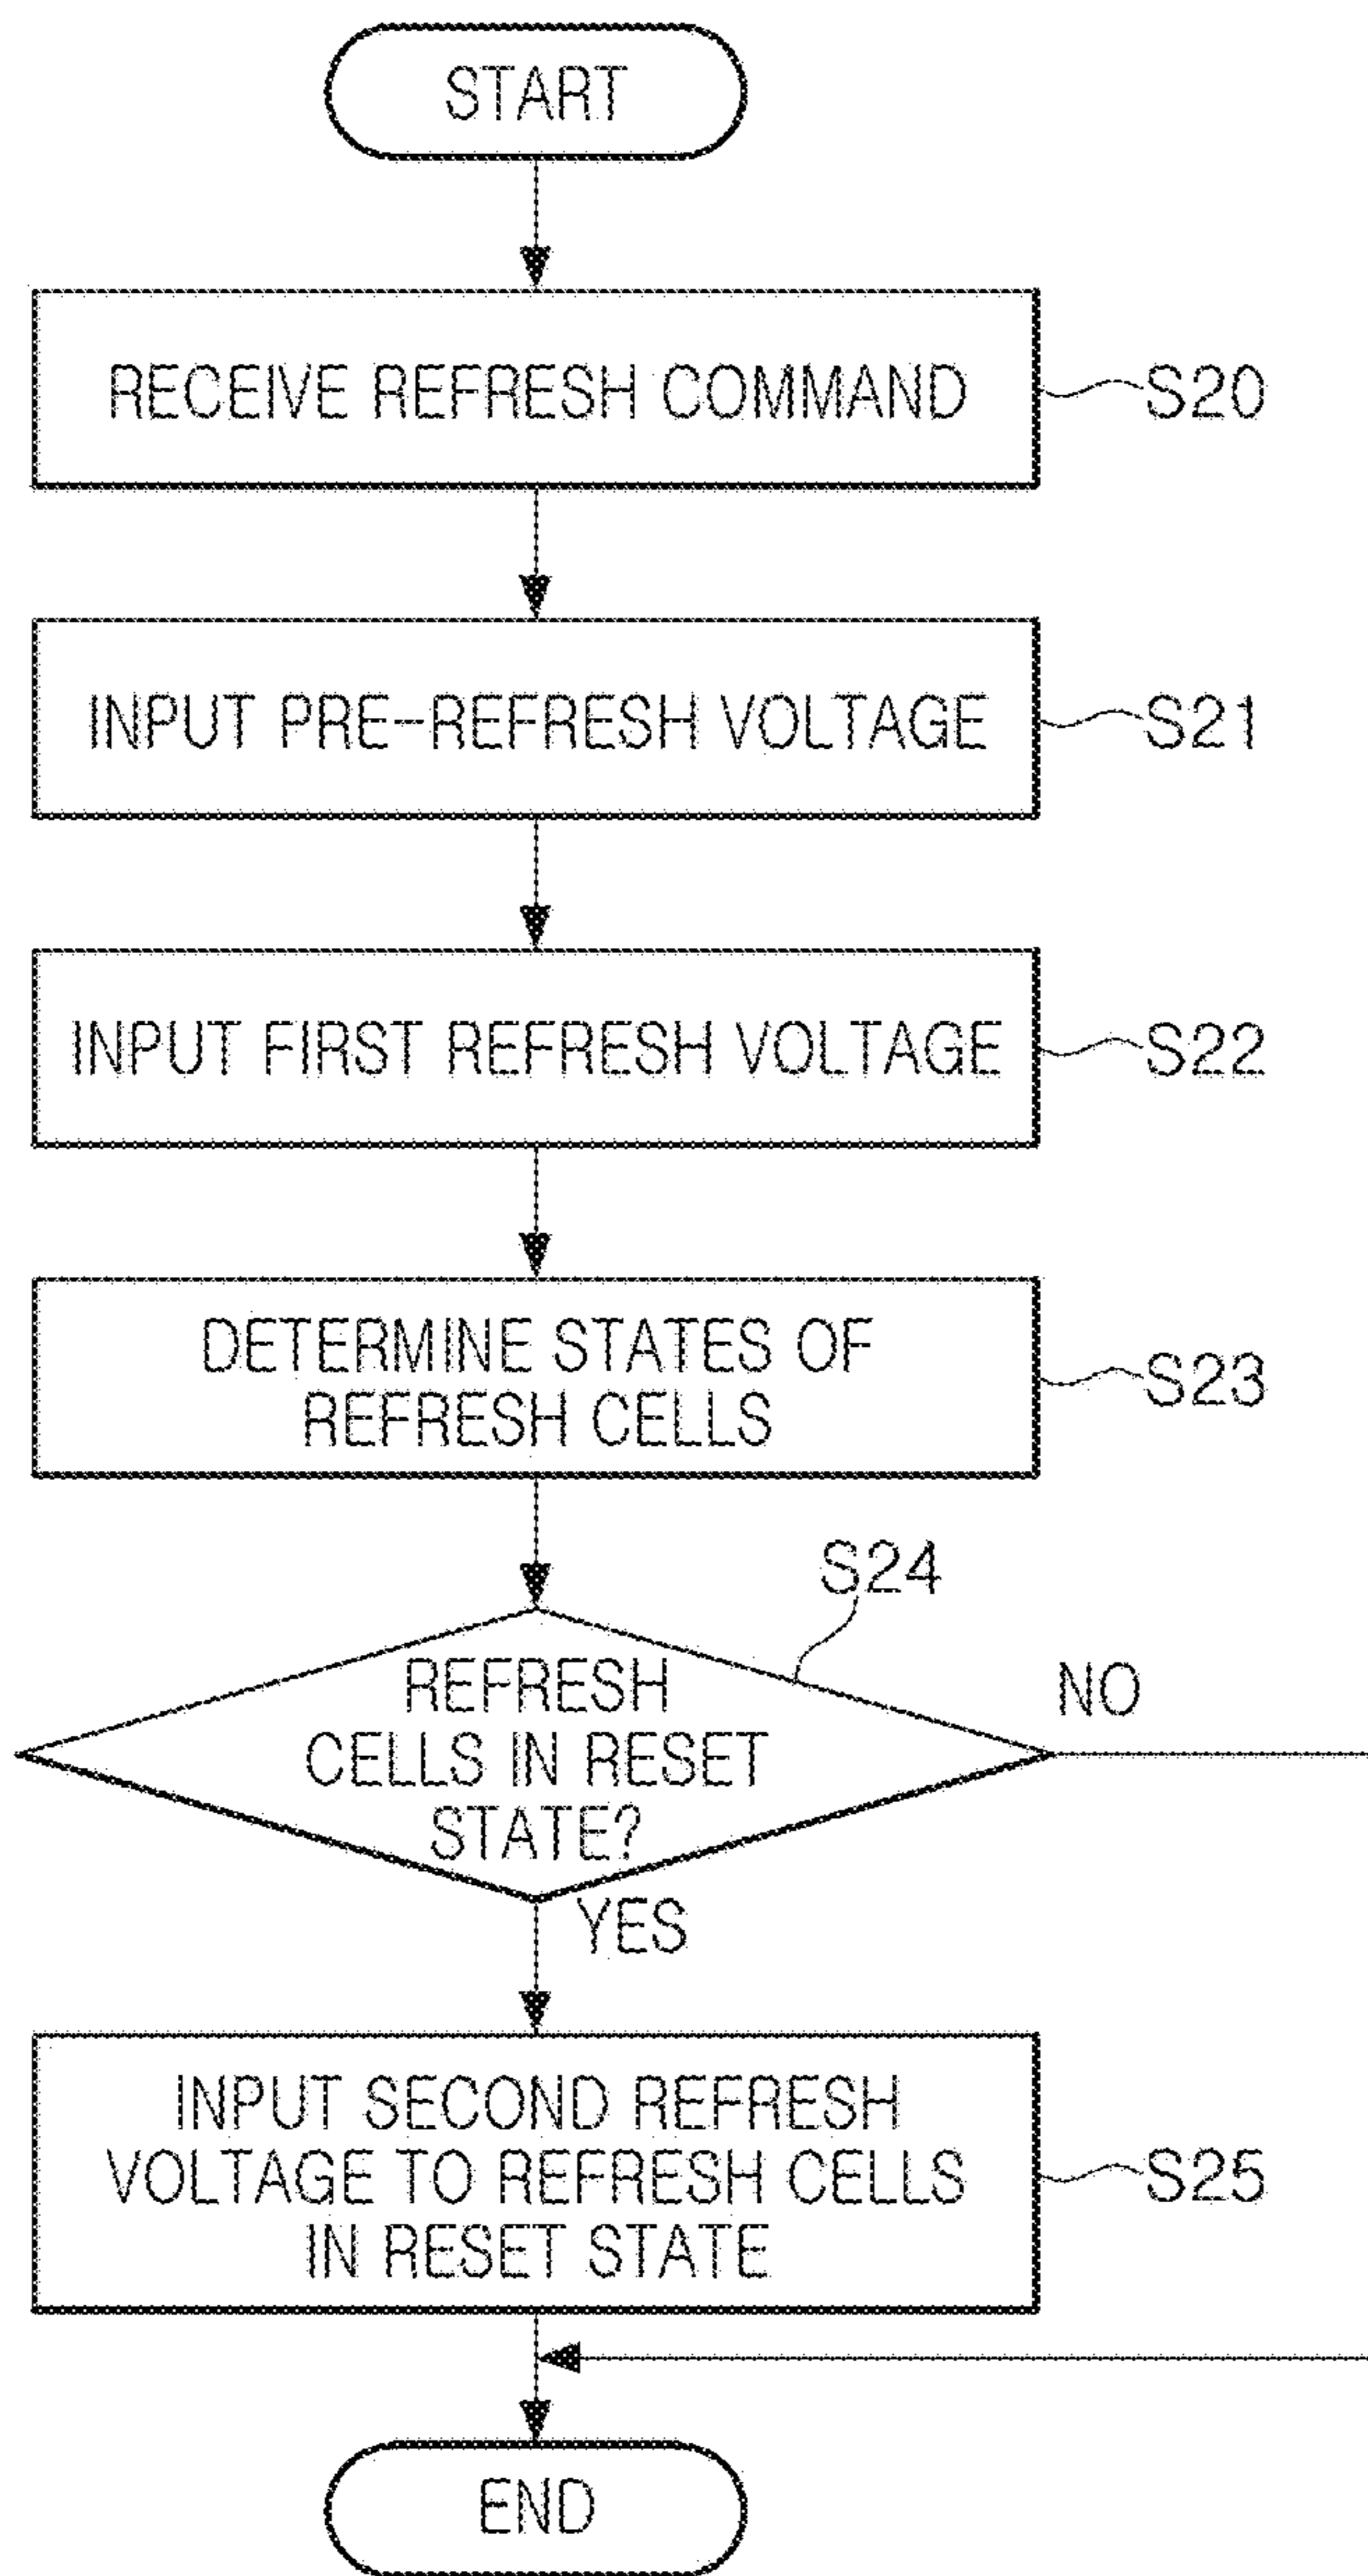 START
RECEIVE REFRESH COMMAND
S20
INPUT PRE-REFRESH VOLTAGE
S21
INPUT FIRST REFRESH VOLTAGE
S22
DETERMINE STATES OF
REFRESH CELLS
S23
S24
REFRESH
CELLS IN RESET
STATE?
NO
YES
INPUT SECOND REFRESH
VOLTAGE TO REFRESH CELLS
IN RESET STATE
S25
END